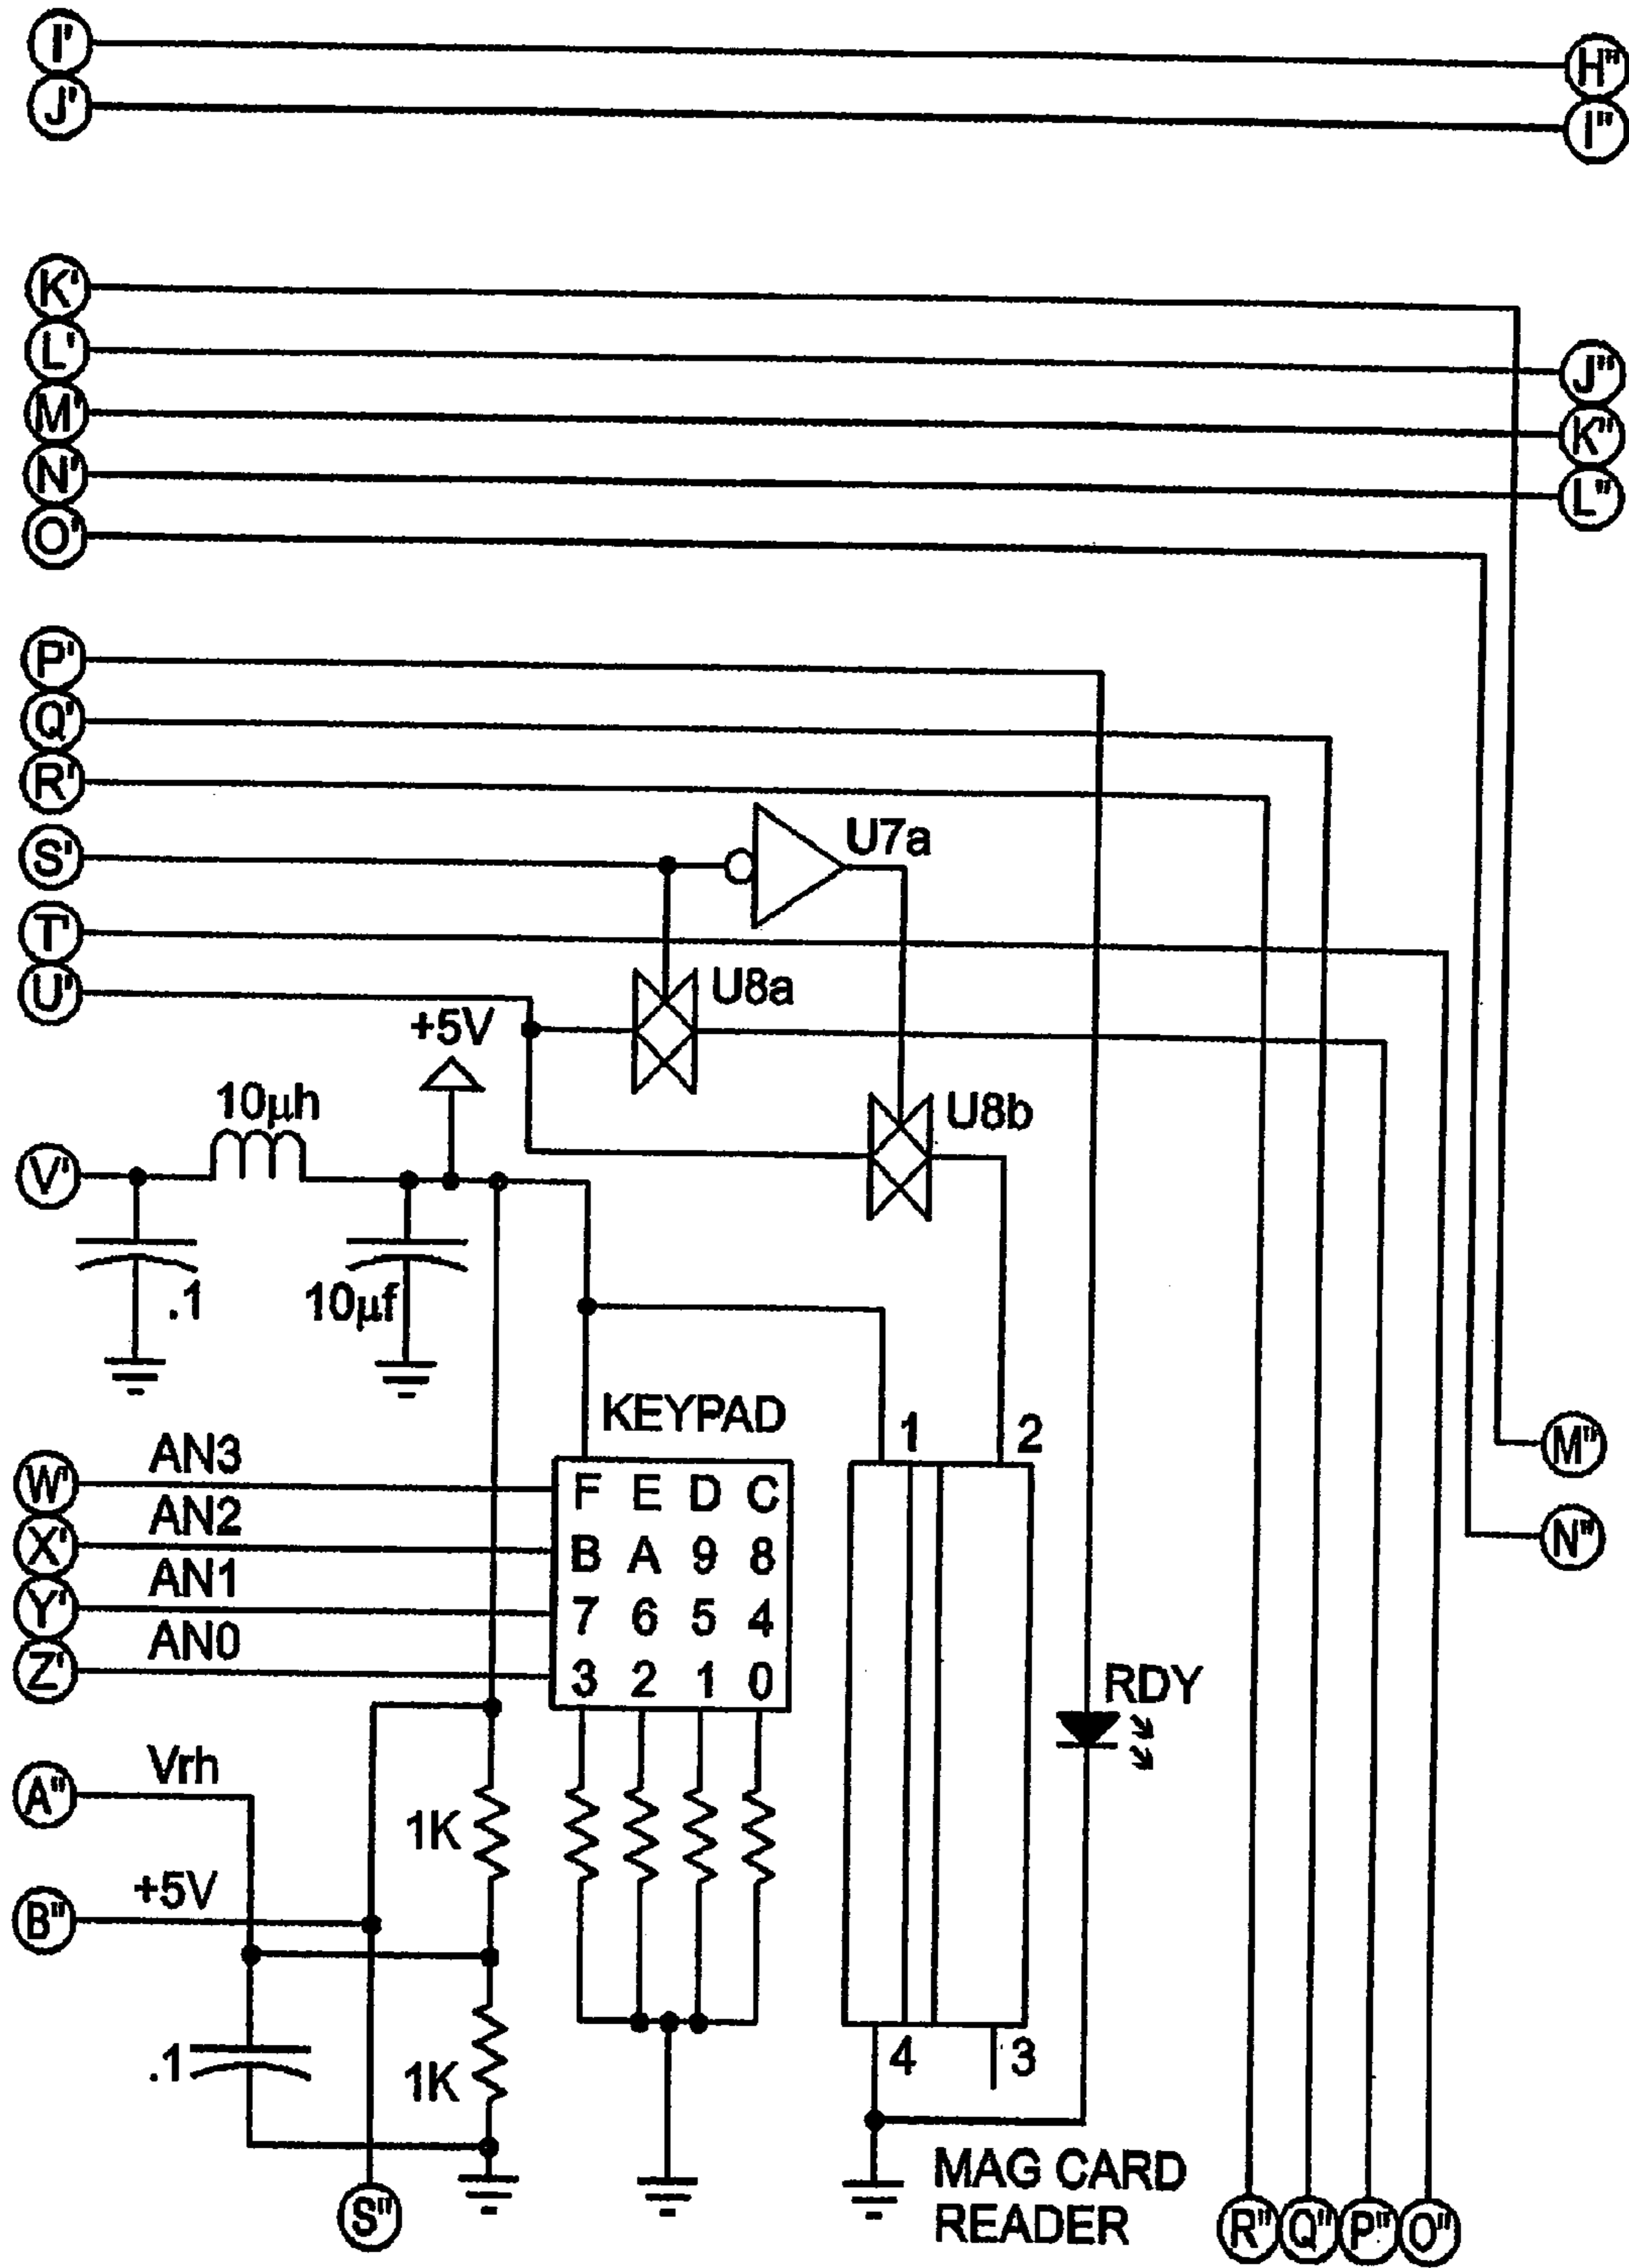 I' H"
J' I"
K'
L' J"
M' K"
N' L"
O'
P'
Q'
R'
S' U7a
T'
U' U8a
+5V
10μh U8b
V'
.1 10μf
KEYPAD 1 2
M"
W' AN3 F E D C
X' AN2 B A 9 8 N"
Y' AN1 7 6 5 4
Z' AN0 3 2 1 0 RDY
A" Vrh
1K
B" +5V
.1 1K 4 3
MAG CARD
READER
S" R" Q" P" O"